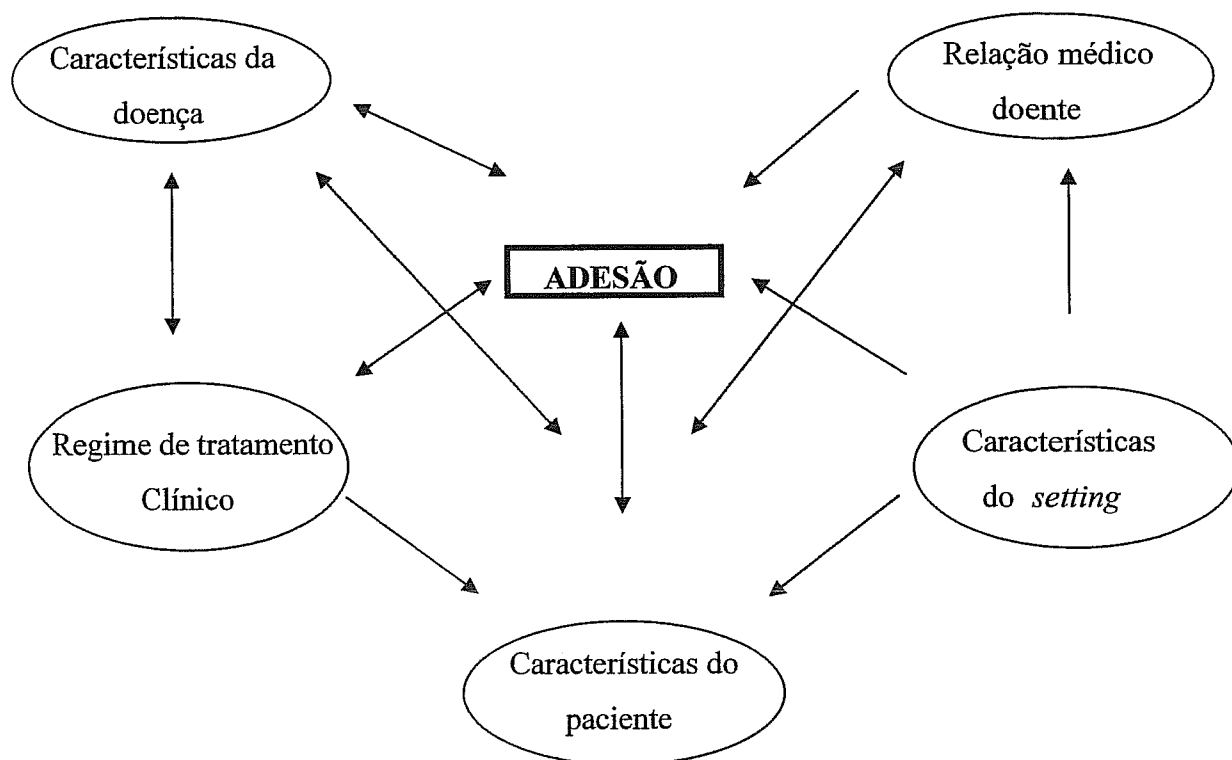 Características da
doença
Relação médico
doente
ADESÃO
Regime de tratamento
Clínico
Características
do setting
Características do
paciente